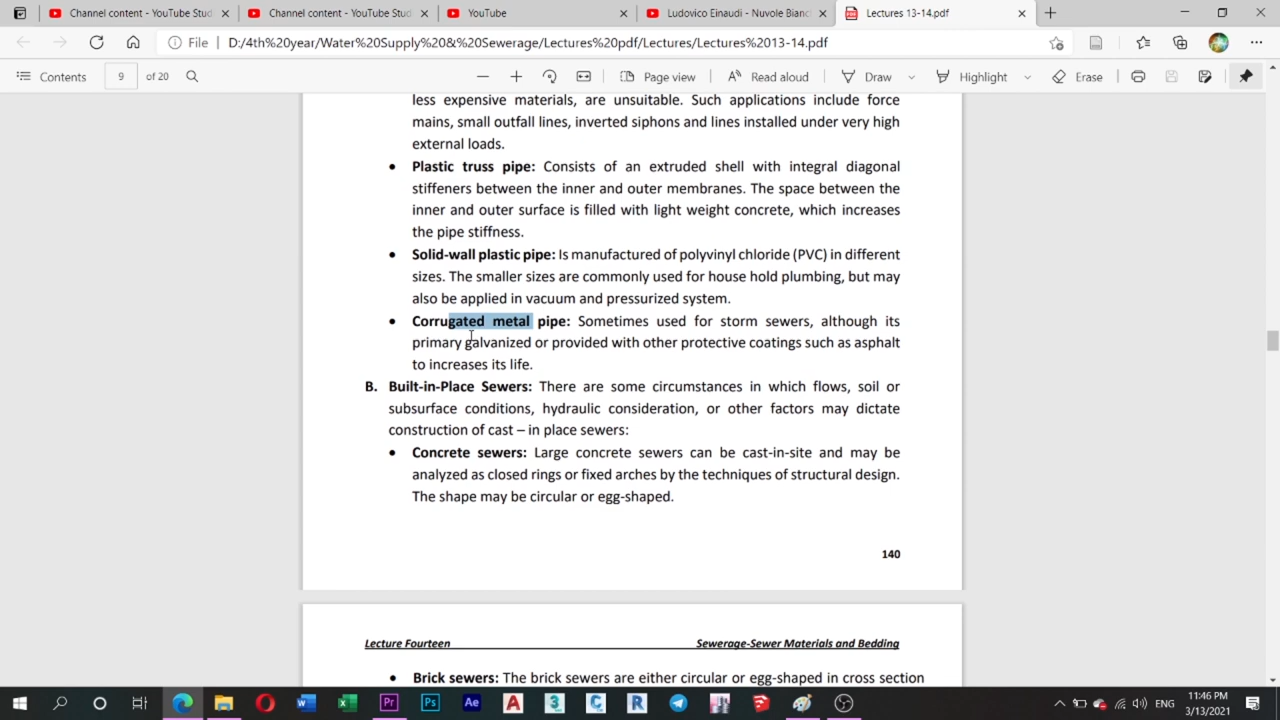 Channel content - YouTube Stud
Channel content - YouTube Stud
YouTube
Ludovico Einaudi - Nuvole Bianc
Lectures 13-14.pdf
File
D:/4th%20year/Water%20Supply%20&%20Sewerage/Lectures%20pdf/Lectures/Lectures%2013-14.pdf
Contents
9
of 20
Page view
Read aloud
Draw
Highlight
Erase
less expensive materials, are unsuitable. Such applications include force
mains, small outfall lines, inverted siphons and lines installed under very high
external loads.
• Plastic truss pipe: Consists of an extruded shell with integral diagonal
stiffeners between the inner and outer membranes. The space between the
inner and outer surface is filled with light weight concrete, which increases
the pipe stiffness.
• Solid-wall plastic pipe: Is manufactured of polyvinyl chloride (PVC) in different
sizes. The smaller sizes are commonly used for house hold plumbing, but may
also be applied in vacuum and pressurized system.
• Corrugated metal pipe: Sometimes used for storm sewers, although its
primary galvanized or provided with other protective coatings such as asphalt
to increases its life.
B. Built-in-Place Sewers: There are some circumstances in which flows, soil or
subsurface conditions, hydraulic consideration, or other factors may dictate
construction of cast – in place sewers:
• Concrete sewers: Large concrete sewers can be cast-in-site and may be
analyzed as closed rings or fixed arches by the techniques of structural design.
The shape may be circular or egg-shaped.
140
Lecture Fourteen
Sewerage-Sewer Materials and Bedding
• Brick sewers: The brick sewers are either circular or egg-shaped in cross section
ENG
11:46 PM
3/13/2021